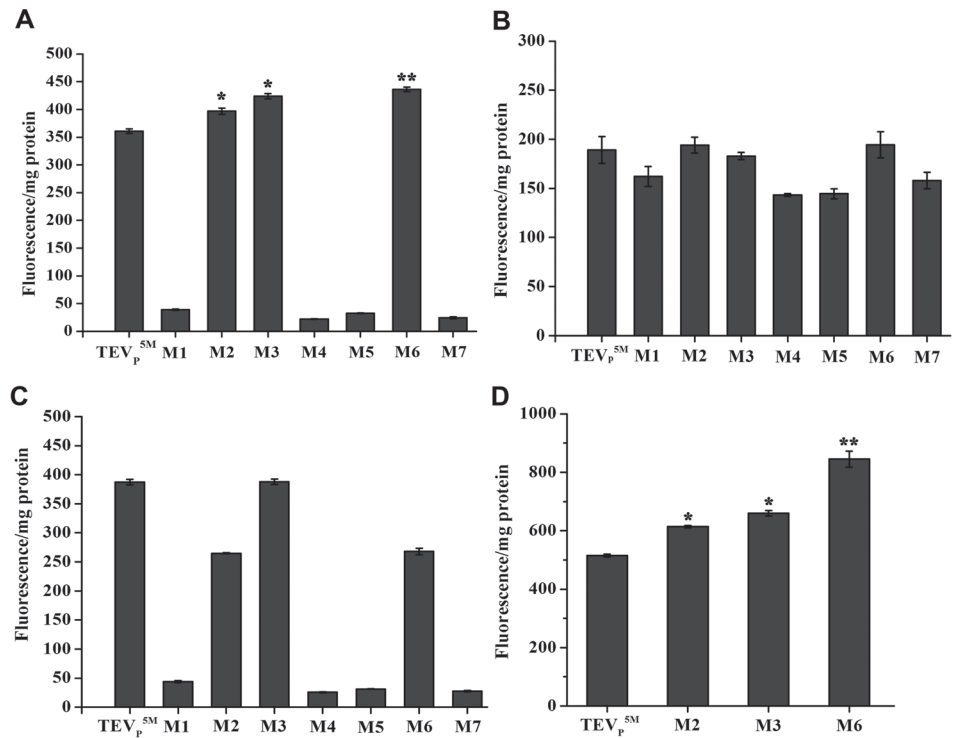 A
Fluorescence/mg protein
500
450
400
350
300
250
200
150
100
50
0
* * **
TEVP5M M1 M2 M3 M4 M5 M6 M7
B
Fluorescence/mg protein
300
250
200
150
100
50
0
TEVP5M M1 M2 M3 M4 M5 M6 M7
C
Fluorescence/mg protein
500
450
400
350
300
250
200
150
100
50
0
TEVP5M M1 M2 M3 M4 M5 M6 M7
D
Fluorescence/mg protein
1000
800
600
400
200
0
* * **
TEVP5M M2 M3 M6